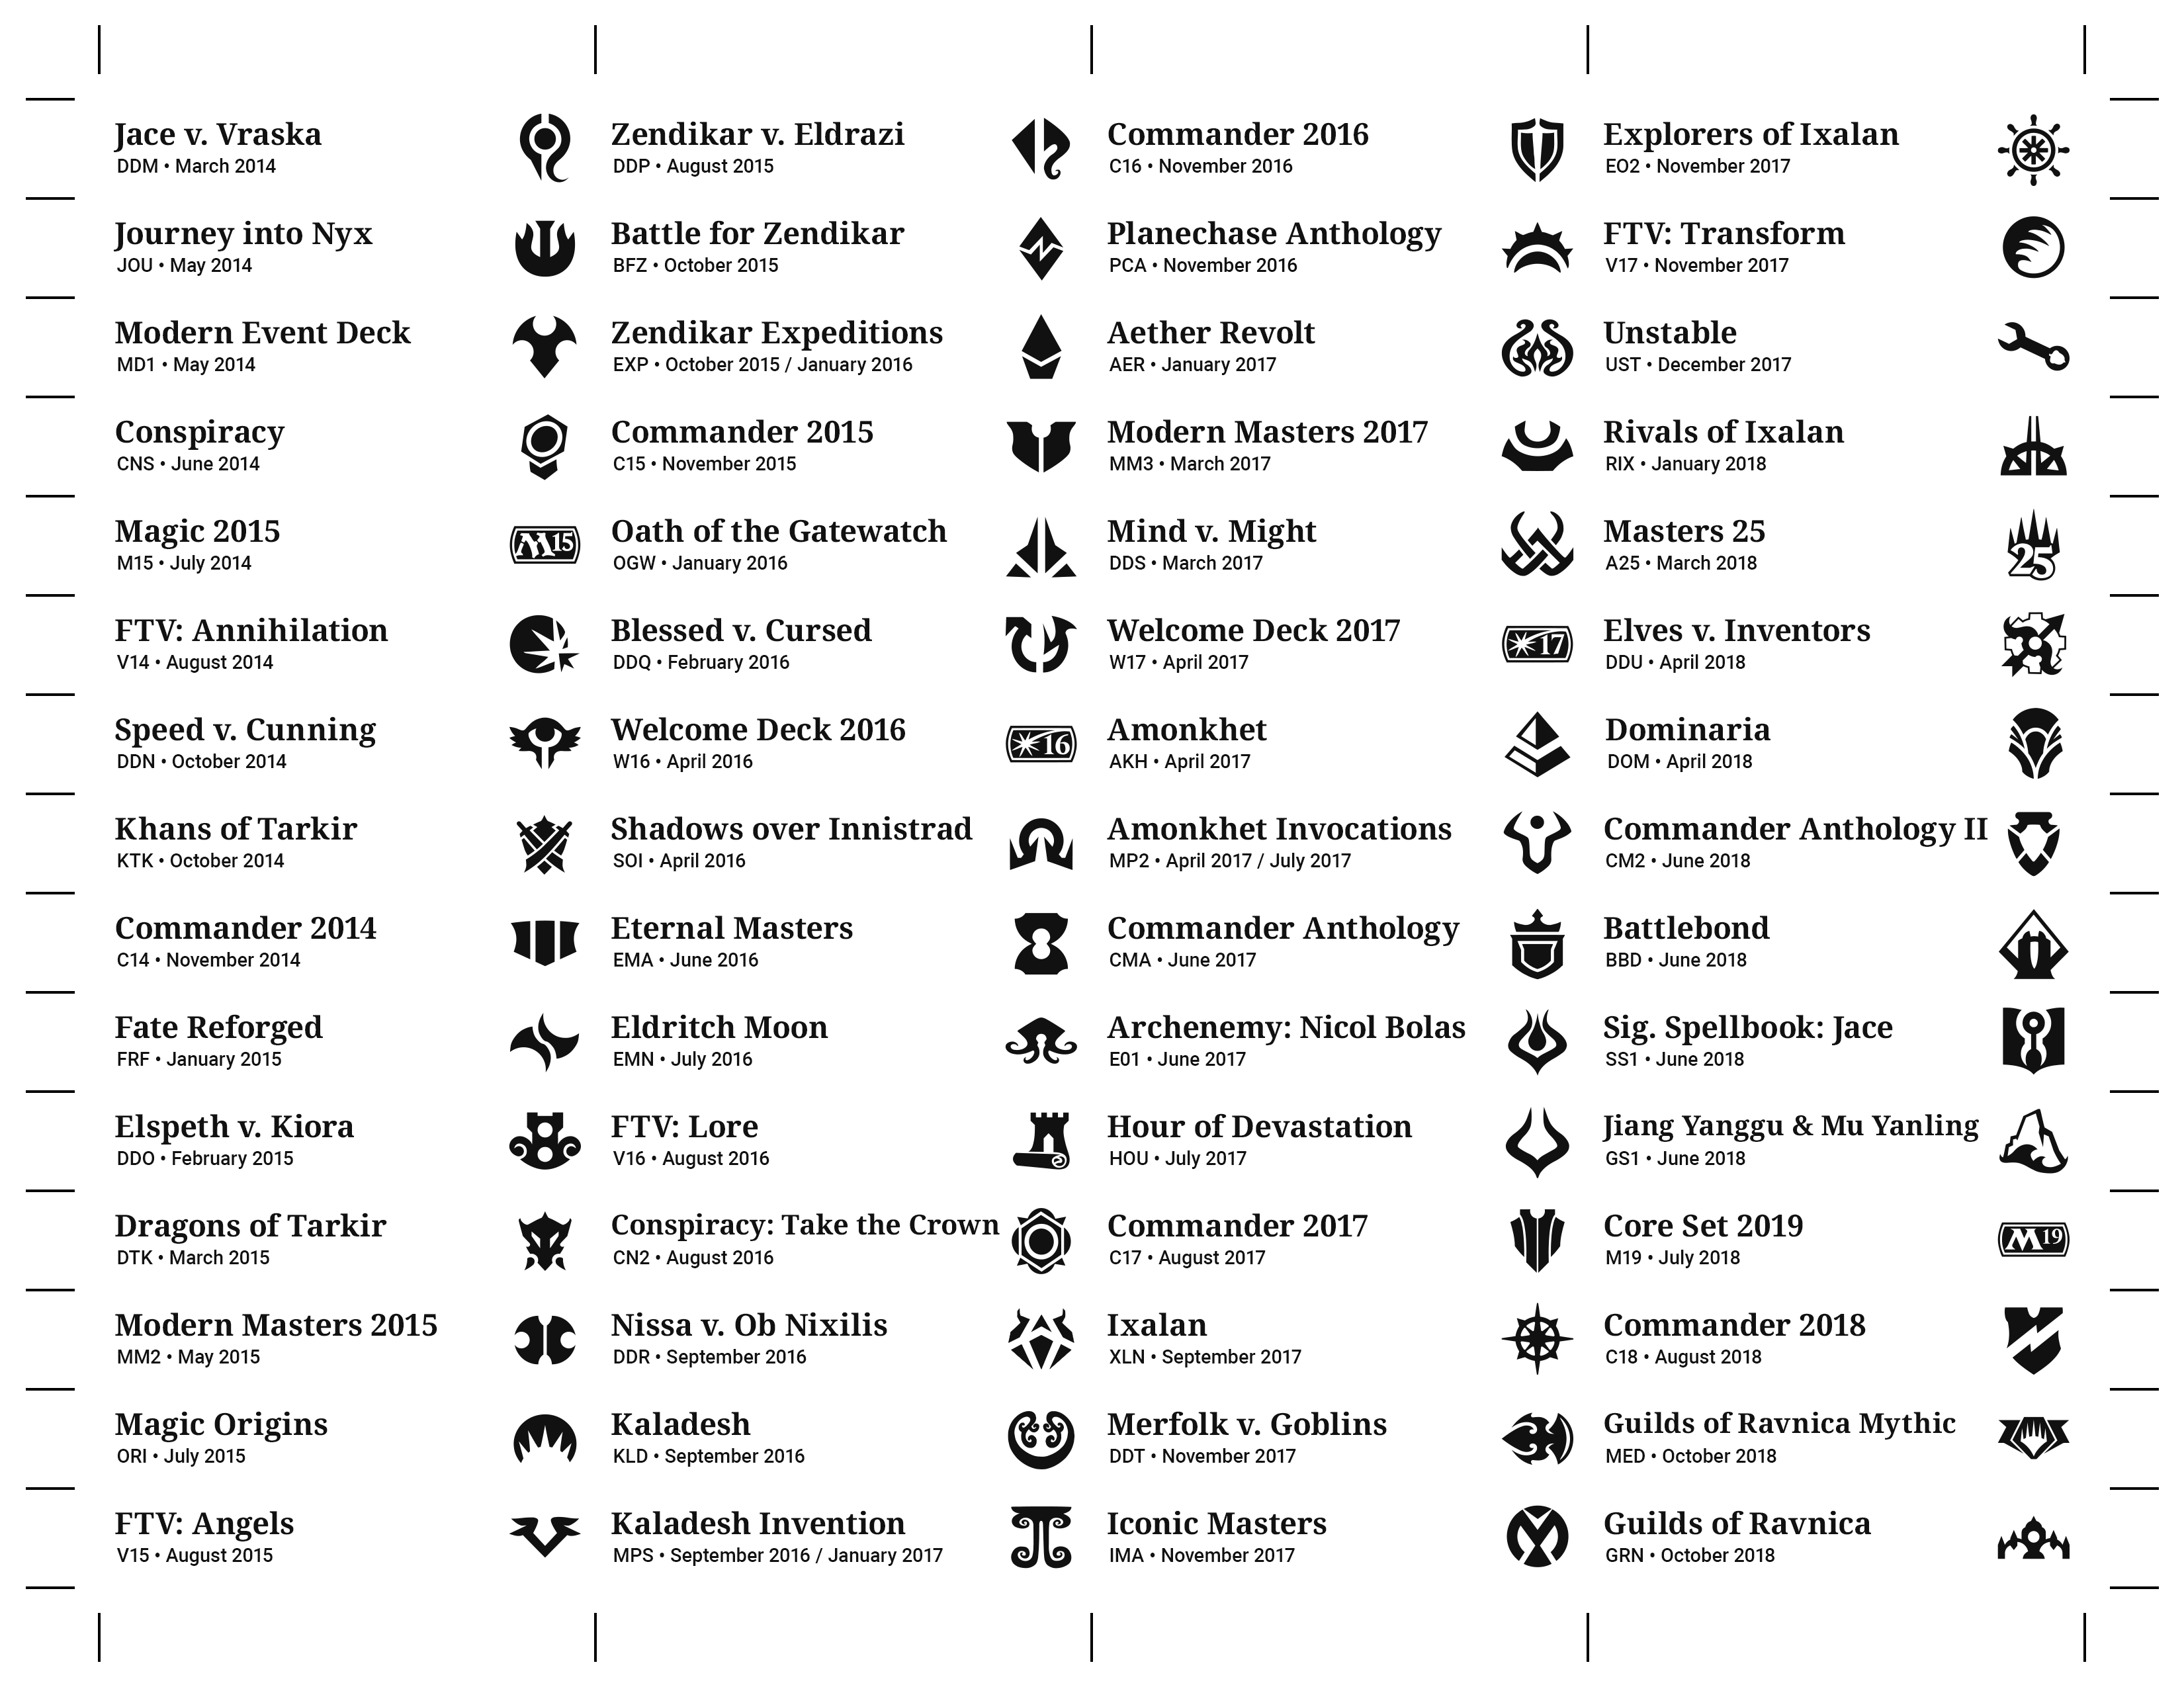 Jace v. Vraska
DDM • March 2014
Journey into Nyx
JOU • May 2014
Modern Event Deck
MD1 • May 2014
Conspiracy
CNS • June 2014
Magic 2015
M15 • July 2014
M15
FTV: Annihilation
V14 • August 2014
Speed v. Cunning
DDN • October 2014
Khans of Tarkir
KTK • October 2014
Commander 2014
C14 • November 2014
Fate Reforged
FRF • January 2015
Elspeth v. Kiora
DDO • February 2015
Dragons of Tarkir
DTK • March 2015
Modern Masters 2015
MM2 • May 2015
Magic Origins
ORI • July 2015
FTV: Angels
V15 • August 2015
Zendikar v. Eldrazi
DDP • August 2015
Battle for Zendikar
BFZ • October 2015
Zendikar Expeditions
EXP • October 2015 / January 2016
Commander 2015
C15 • November 2015
Oath of the Gatewatch
OGW • January 2016
Blessed v. Cursed
DDQ • February 2016
Welcome Deck 2016
W16 • April 2016
16
Shadows over Innistrad
SOI • April 2016
Eternal Masters
EMA • June 2016
Eldritch Moon
EMN • July 2016
FTV: Lore
V16 • August 2016
Conspiracy: Take the Crown
CN2 • August 2016
Nissa v. Ob Nixilis
DDR • September 2016
Kaladesh
KLD • September 2016
Kaladesh Invention
MPS • September 2016 / January 2017
Commander 2016
C16 • November 2016
Planechase Anthology
PCA • November 2016
Aether Revolt
AER • January 2017
Modern Masters 2017
MM3 • March 2017
Mind v. Might
DDS • March 2017
Welcome Deck 2017
W17 • April 2017
17
Amonkhet
AKH • April 2017
Amonkhet Invocations
MP2 • April 2017 / July 2017
Commander Anthology
CMA • June 2017
Archenemy: Nicol Bolas
E01 • June 2017
Hour of Devastation
HOU • July 2017
Commander 2017
C17 • August 2017
Ixalan
XLN • September 2017
Merfolk v. Goblins
DDT • November 2017
Iconic Masters
IMA • November 2017
Explorers of Ixalan
EO2 • November 2017
FTV: Transform
V17 • November 2017
Unstable
UST • December 2017
Rivals of Ixalan
RIX • January 2018
Masters 25
A25 • March 2018
25
Elves v. Inventors
DDU • April 2018
Dominaria
DOM • April 2018
Commander Anthology II
CM2 • June 2018
Battlebond
BBD • June 2018
Sig. Spellbook: Jace
SS1 • June 2018
Jiang Yanggu & Mu Yanling
GS1 • June 2018
Core Set 2019
M19 • July 2018
M19
Commander 2018
C18 • August 2018
Guilds of Ravnica Mythic
MED • October 2018
Guilds of Ravnica
GRN • October 2018